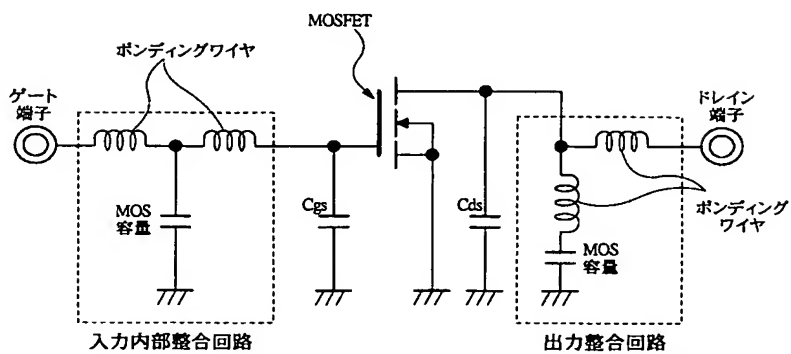 MOSFET
ボンディングワイヤ
ゲート
端子
ドレイン
端子
MOS
容量
Cgs
Cds
MOS
容量
ボンディング
ワイヤ
入力内部整合回路
出力整合回路